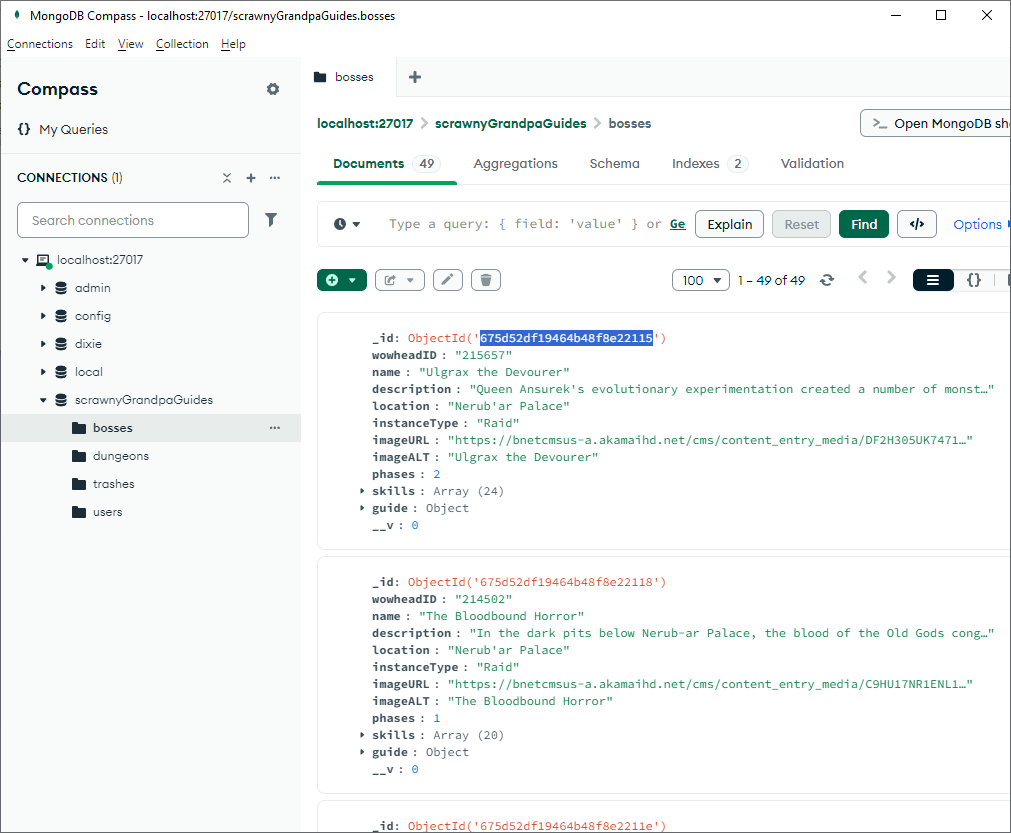 MongoDB Compass - localhost:27017/scrawnyGrandpaGuides.bosses
Connections Edit View Collection Help
Compass
{} My Queries
CONNECTIONS (1)
Search connections
localhost:27017
admin
config
dixie
local
scrawnyGrandpaGuides
bosses
dungeons
trashes
users
bosses
localhost:27017 > scrawnyGrandpaGuides > bosses
>_ Open MongoDB sh
Documents 49 Aggregations Schema Indexes 2 Validation
Type a query: { field: 'value' } or Ge Explain Reset Find </> Options
100 1 – 49 of 49 {}
_id: ObjectId('675d52df19464b48f8e22115')
wowheadID : "215657"
name : "Ulgrax the Devourer"
description : "Queen Ansurek's evolutionary experimentation created a number of monst…"
location : "Nerub'ar Palace"
instanceType : "Raid"
imageURL : "https://bnetcmsus-a.akamaihd.net/cms/content_entry_media/DF2H305UK7471…"
imageALT : "Ulgrax the Devourer"
phases : 2
skills : Array (24)
guide : Object
__v : 0
_id: ObjectId('675d52df19464b48f8e22118')
wowheadID : "214502"
name : "The Bloodbound Horror"
description : "In the dark pits below Nerub-ar Palace, the blood of the Old Gods cong…"
location : "Nerub'ar Palace"
instanceType : "Raid"
imageURL : "https://bnetcmsus-a.akamaihd.net/cms/content_entry_media/C9HU17NR1ENL1…"
imageALT : "The Bloodbound Horror"
phases : 1
skills : Array (20)
guide : Object
__v : 0
_id: ObjectId('675d52df19464b48f8e2211e')